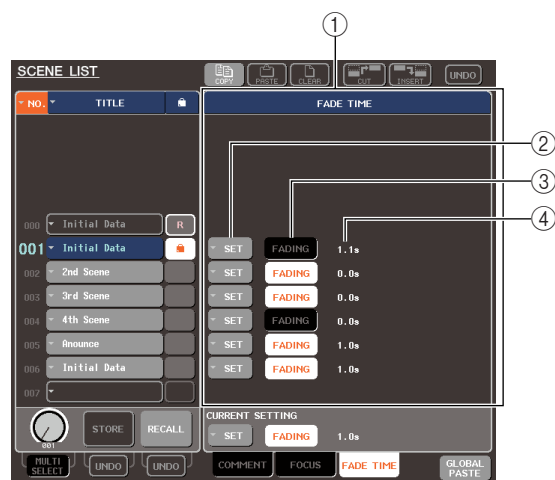 ①
SCENE LIST COPY PASTE CLEAR CUT INSERT UNDO
NO. TITLE FADE TIME
②
③
④
000 Initial Data R
001 Initial Data SET FADING 1.1s
002 2nd Scene SET FADING 0.0s
003 3rd Scene SET FADING 0.0s
004 4th Scene SET FADING 0.0s
005 Anounce SET FADING 1.0s
006 Initial Data SET FADING 1.0s
007
CURRENT SETTING
001 STORE RECALL SET FADING 1.0s
MULTI SELECT UNDO UNDO COMMENT FOCUS FADE TIME GLOBAL PASTE